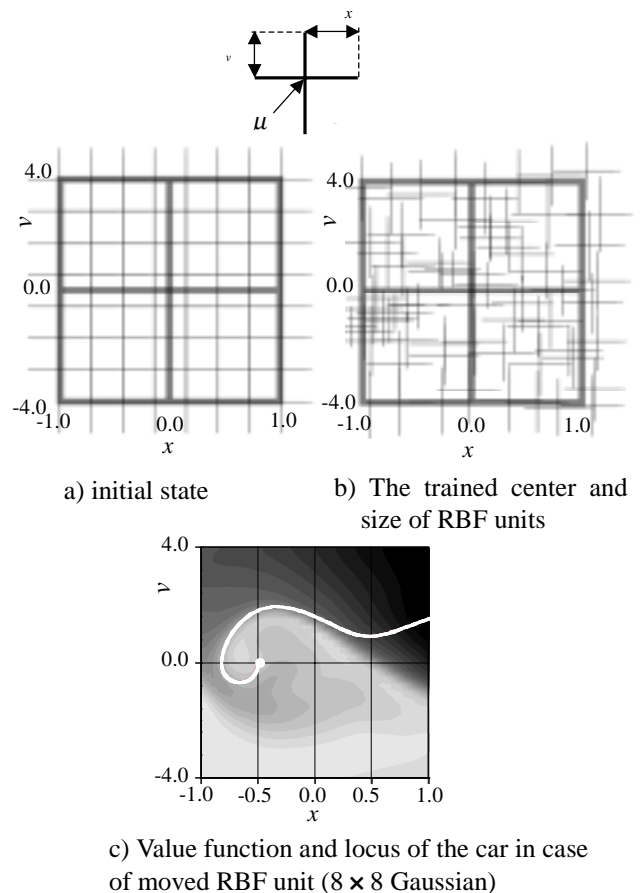 x
v
μ
4.0
v
0.0
-4.0
-1.0 0.0 1.0
x
a) initial state
4.0
v
0.0
-4.0
-1.0 0.0 1.0
x
b) The trained center and
size of RBF units
4.0
v
0.0
-4.0
-1.0 -0.5 0.0 0.5 1.0
x
c) Value function and locus of the car in case
of moved RBF unit (8 × 8 Gaussian)